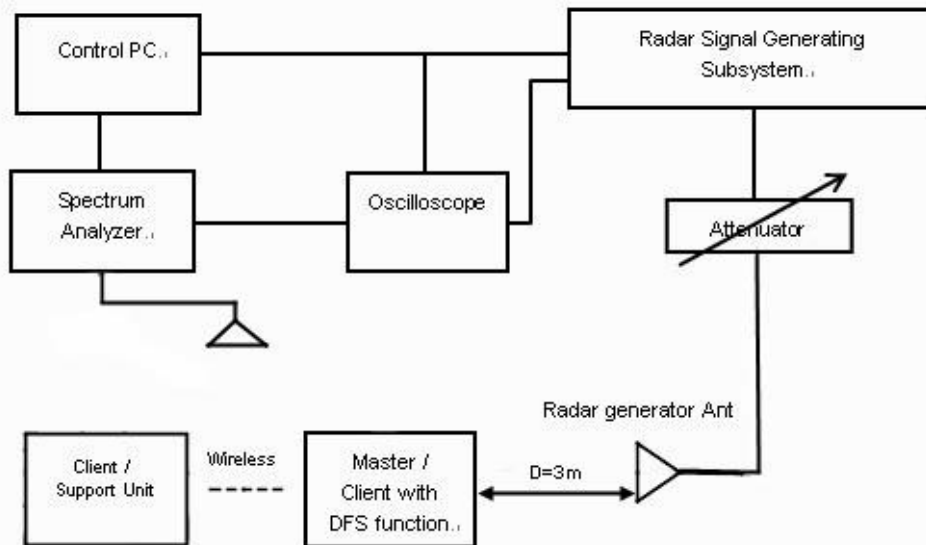 Control PC.
Radar Signal Generating
Subsystem.
Spectrum
Analyzer.
Oscilloscope
Attenuator
Radar generator Ant
Client /
Support Unit
Wireless
Master /
Client with
DFS function.
D=3m